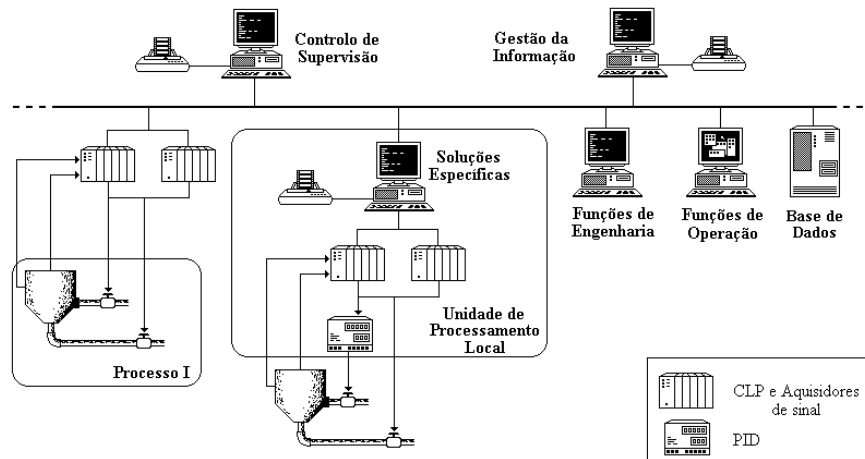 Controlo de
Supervisão
Gestão da
Informação
Soluções
Específicas
Funções de
Engenharia
Funções de
Operação
Base de
Dados
Unidade de
Processamento
Local
Processo I
CLP e Aquisidores
de sinal
PID